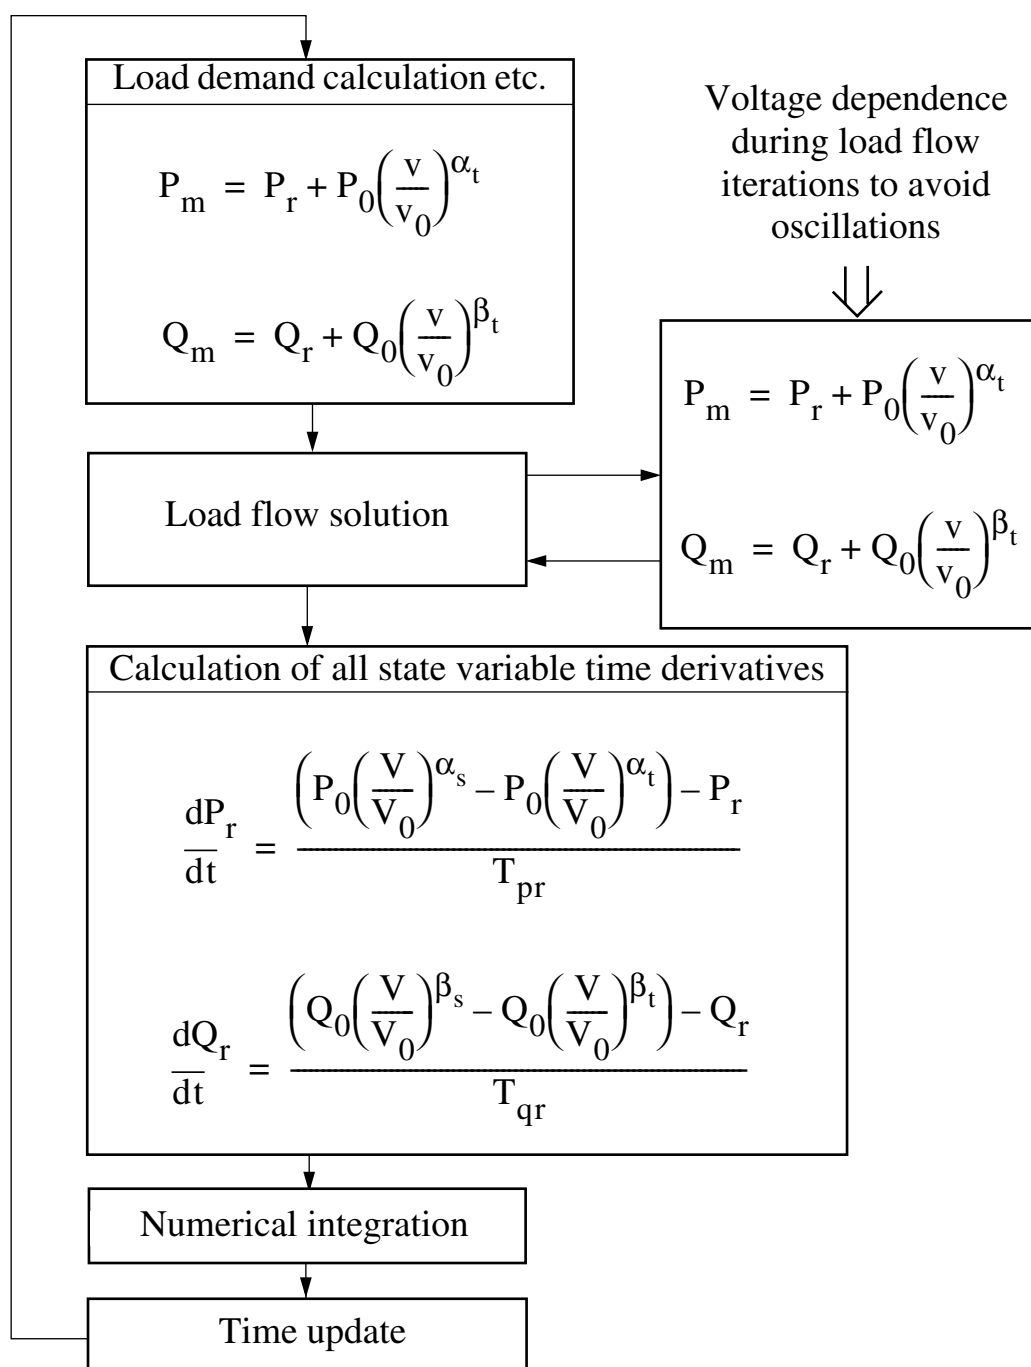 Load demand calculation etc.
P_m = P_r + P_0(v/v_0)^α_t
Q_m = Q_r + Q_0(v/v_0)^β_t
Voltage dependence
during load flow
iterations to avoid
oscillations
P_m = P_r + P_0(v/v_0)^α_t
Q_m = Q_r + Q_0(v/v_0)^β_t
Load flow solution
Calculation of all state variable time derivatives
dP_r/dt = ((P_0(V/V_0)^α_s – P_0(V/V_0)^α_t) – P_r)/T_pr
dQ_r/dt = ((Q_0(V/V_0)^β_s – Q_0(V/V_0)^β_t) – Q_r)/T_qr
Numerical integration
Time update